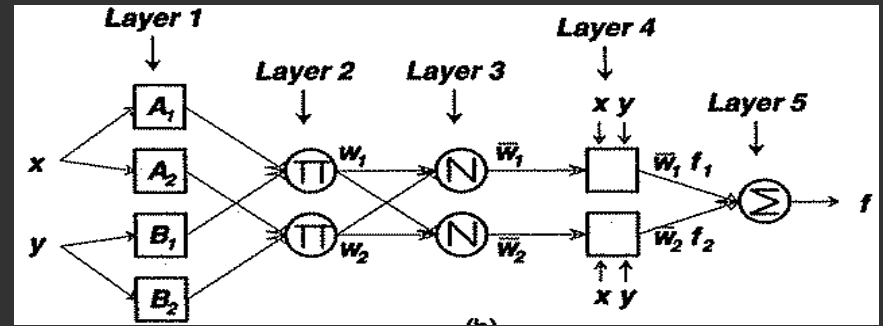 Layer 1
Layer 4
Layer 2 Layer 3
x y Layer 5
A₁
x w₁ w̅₁ w̅₁ f₁
Π N
A₂
Σ f
y B₁ Π N w̅₂ f₂
w₂ w̅₂
B₂ x y